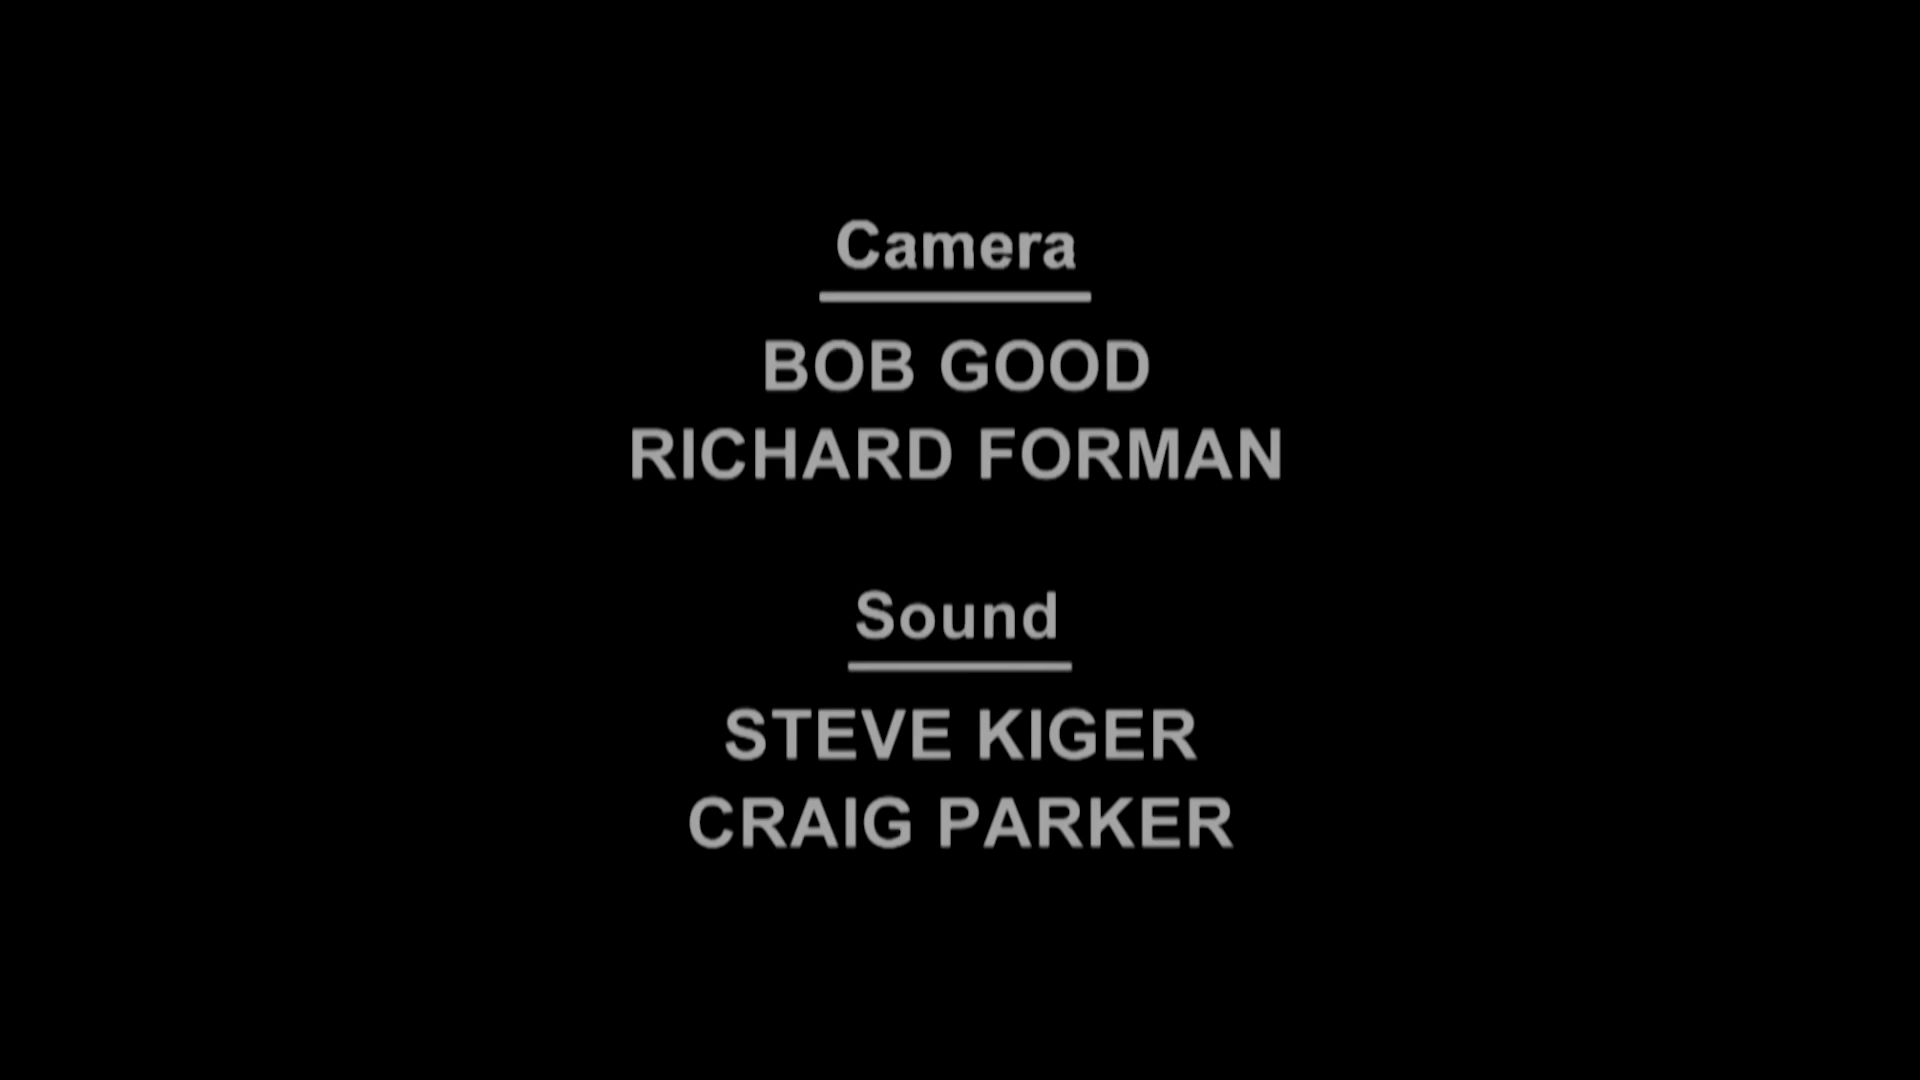 Camera
BOB GOOD
RICHARD FORMAN
Sound
STEVE KIGER
CRAIG PARKER